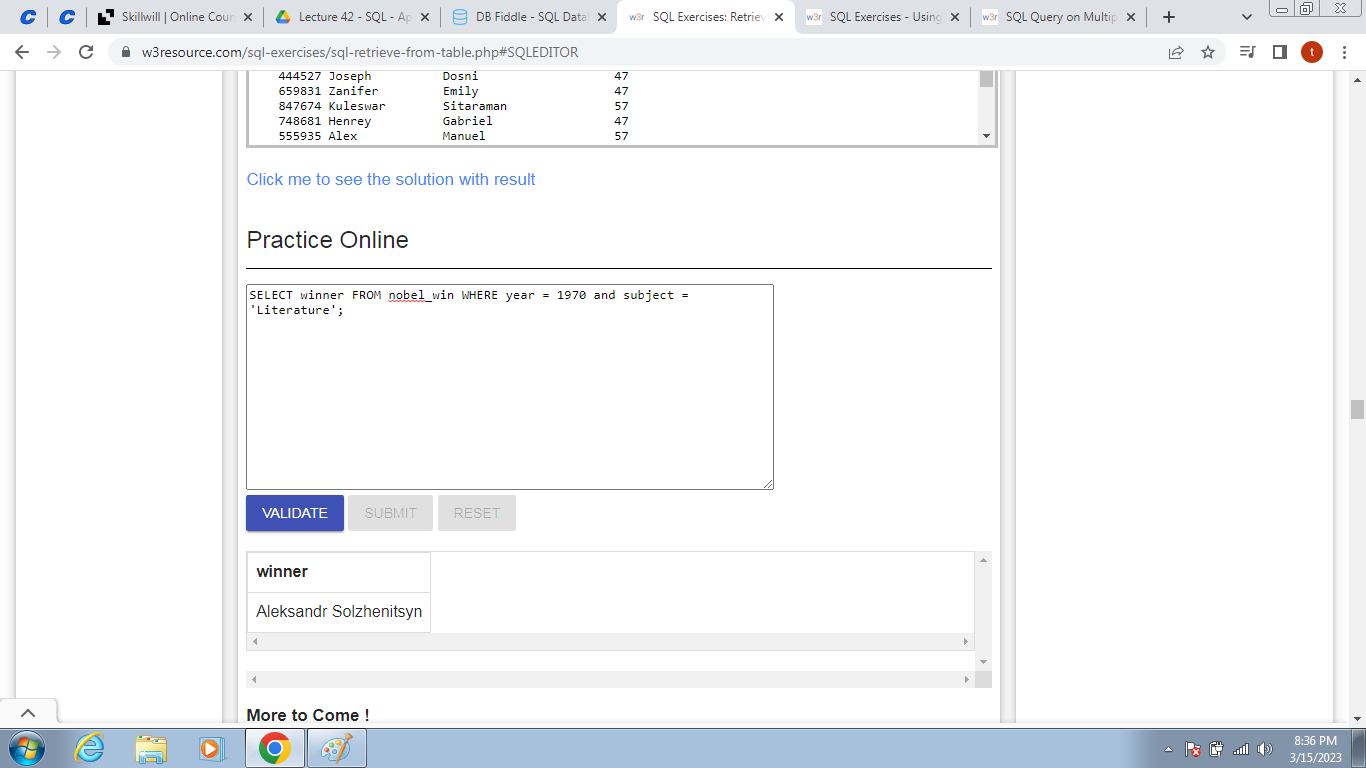 Skillwill | Online Cour
Lecture 42 - SQL - Ap
DB Fiddle - SQL Datal
w3r SQL Exercises: Retriev
w3r SQL Exercises - Using
w3r SQL Query on Multip
w3resource.com/sql-exercises/sql-retrieve-from-table.php#SQLEDITOR
t
444527 Joseph Dosni 47
659831 Zanifer Emily 47
847674 Kuleswar Sitaraman 57
748681 Henrey Gabriel 47
555935 Alex Manuel 57
Click me to see the solution with result
Practice Online
SELECT winner FROM nobel_win WHERE year = 1970 and subject =
'Literature';
VALIDATE SUBMIT RESET
winner
Aleksandr Solzhenitsyn
More to Come !
8:36 PM
3/15/2023